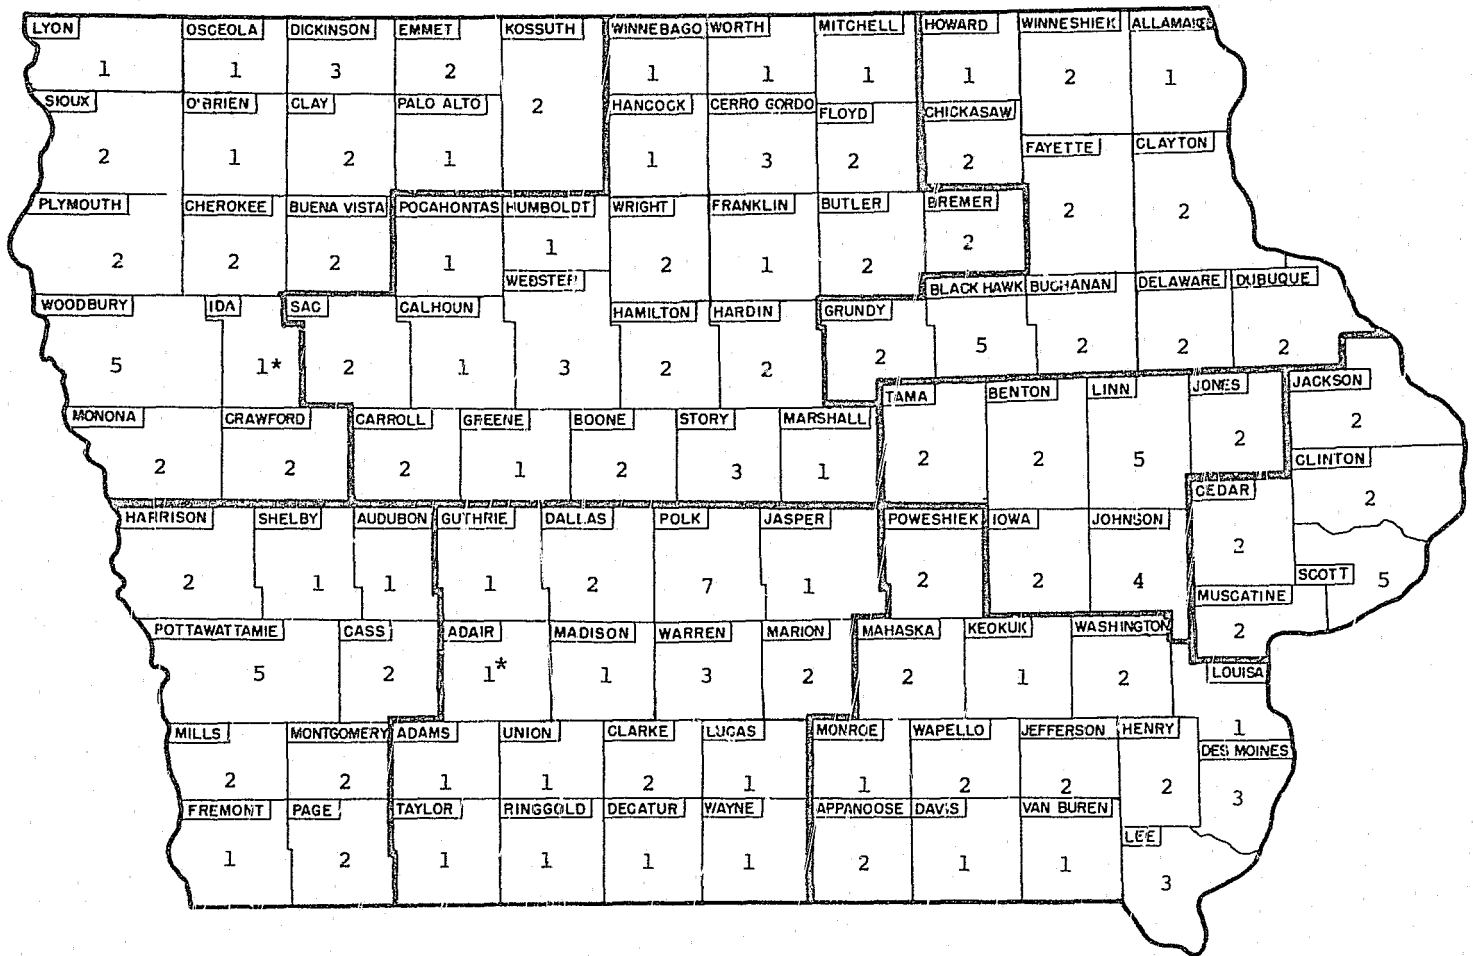 LYON OSCEOLA DICKINSON EMMET KOSSUTH WINNEBAGO WORTH MITCHELL HOWARD WINNESHIEK ALLAMAKEE
1 1 3 2 2 1 1 1 1 2 1
SIOUX O'BRIEN CLAY PALO ALTO HANCOCK CERRO GORDO FLOYD CHICKASAW FAYETTE CLAYTON
2 1 2 1 1 3 2 2 2 2
PLYMOUTH CHEROKEE BUENA VISTA POCAHONTAS HUMBOLDT WRIGHT FRANKLIN BUTLER BREMER
2 2 2 1 1 2 1 2 2
WOODBURY IDA SAC CALHOUN WEBSTER HAMILTON HARDIN GRUNDY BLACK HAWK BUCHANAN DELAWARE DUBUQUE
5 1* 2 1 3 2 2 2 5 2 2 2
MONONA CRAWFORD CARROLL GREENE BOONE STORY MARSHALL TAMA BENTON LINN JONES JACKSON
2 2 2 1 2 3 1 2 2 5 2 2
CLINTON
2
HARRISON SHELBY AUDUBON GUTHRIE DALLAS POLK JASPER POWESHIEK IOWA JOHNSON CEDAR SCOTT
2 1 1 1 2 7 1 2 2 4 2 5
MUSCATINE
2
POTTAWATTAMIE CASS ADAIR MADISON WARREN MARION MAHASKA KEOKUK WASHINGTON LOUISA
5 2 1* 1 3 2 2 1 2 1
MILLS MONTGOMERY ADAMS UNION CLARKE LUCAS MONROE WAPELLO JEFFERSON HENRY DES MOINES
2 2 1 1 2 1 1 2 2 2 3
FREMONT PAGE TAYLOR RINGGOLD DECATUR WAYNE APPANOOSE DAVIS VAN BUREN LEE
1 2 1 1 1 1 2 1 1 3